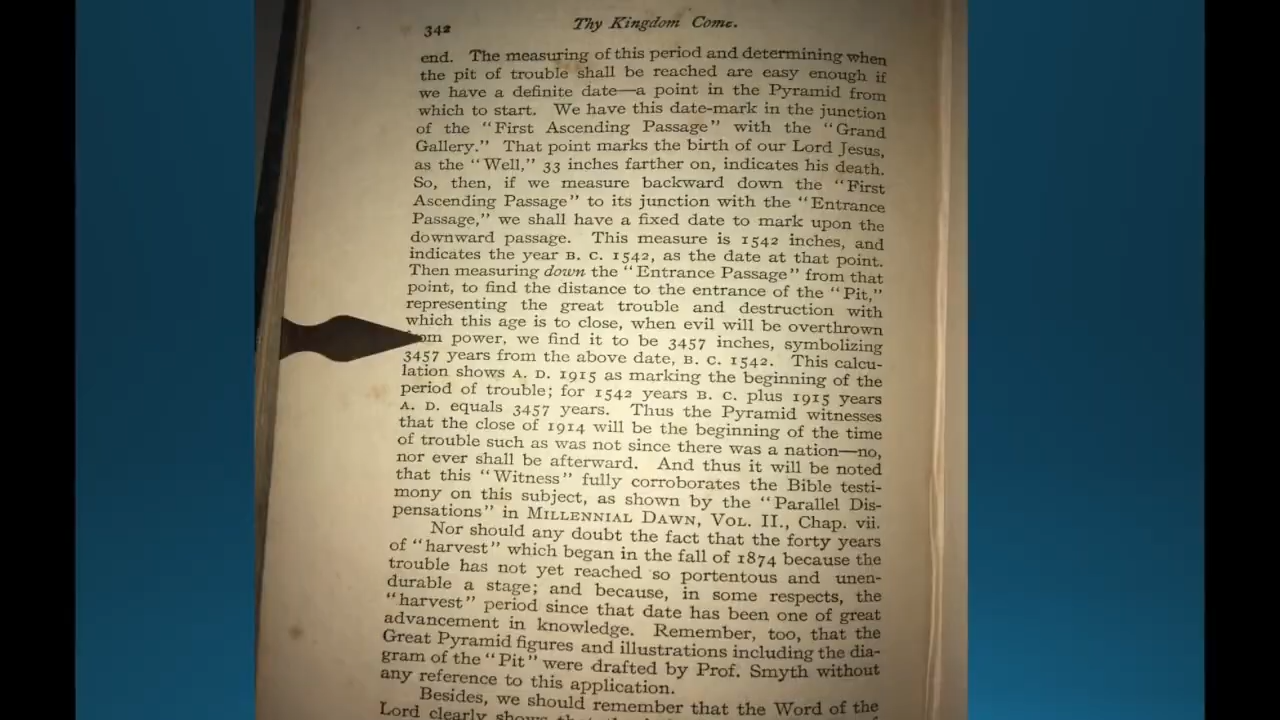 342
Thy Kingdom Come.
end. The measuring of this period and determining when
the pit of trouble shall be reached are easy enough if
we have a definite date—a point in the Pyramid from
which to start. We have this date-mark in the junction
of the "First Ascending Passage" with the "Grand
Gallery." That point marks the birth of our Lord Jesus,
as the "Well," 33 inches farther on, indicates his death.
So, then, if we measure backward down the "First
Ascending Passage" to its junction with the "Entrance
Passage," we shall have a fixed date to mark upon the
downward passage. This measure is 1542 inches, and
indicates the year B. C. 1542, as the date at that point.
Then measuring down the "Entrance Passage" from that
point, to find the distance to the entrance of the "Pit,"
representing the great trouble and destruction with
which this age is to close, when evil will be overthrown
power, we find it to be 3457 inches, symbolizing
3457 years from the above date, B. C. 1542. This calcu-
lation shows A. D. 1915 as marking the beginning of the
period of trouble; for 1542 years B. C. plus 1915 years
A. D. equals 3457 years. Thus the Pyramid witnesses
that the close of 1914 will be the beginning of the time
of trouble such as was not since there was a nation—no,
nor ever shall be afterward. And thus it will be noted
that this "Witness" fully corroborates the Bible testi-
mony on this subject, as shown by the "Parallel Dis-
pensations" in MILLENNIAL DAWN, VOL. II., Chap. vii.
Nor should any doubt the fact that the forty years
of "harvest" which began in the fall of 1874 because the
trouble has not yet reached so portentous and unen-
durable a stage; and because, in some respects, the
"harvest" period since that date has been one of great
advancement in knowledge. Remember, too, that the
Great Pyramid figures and illustrations including the dia-
gram of the "Pit" were drafted by Prof. Smyth without
any reference to this application.
Besides, we should remember that the Word of the
Lord clearly shows that the